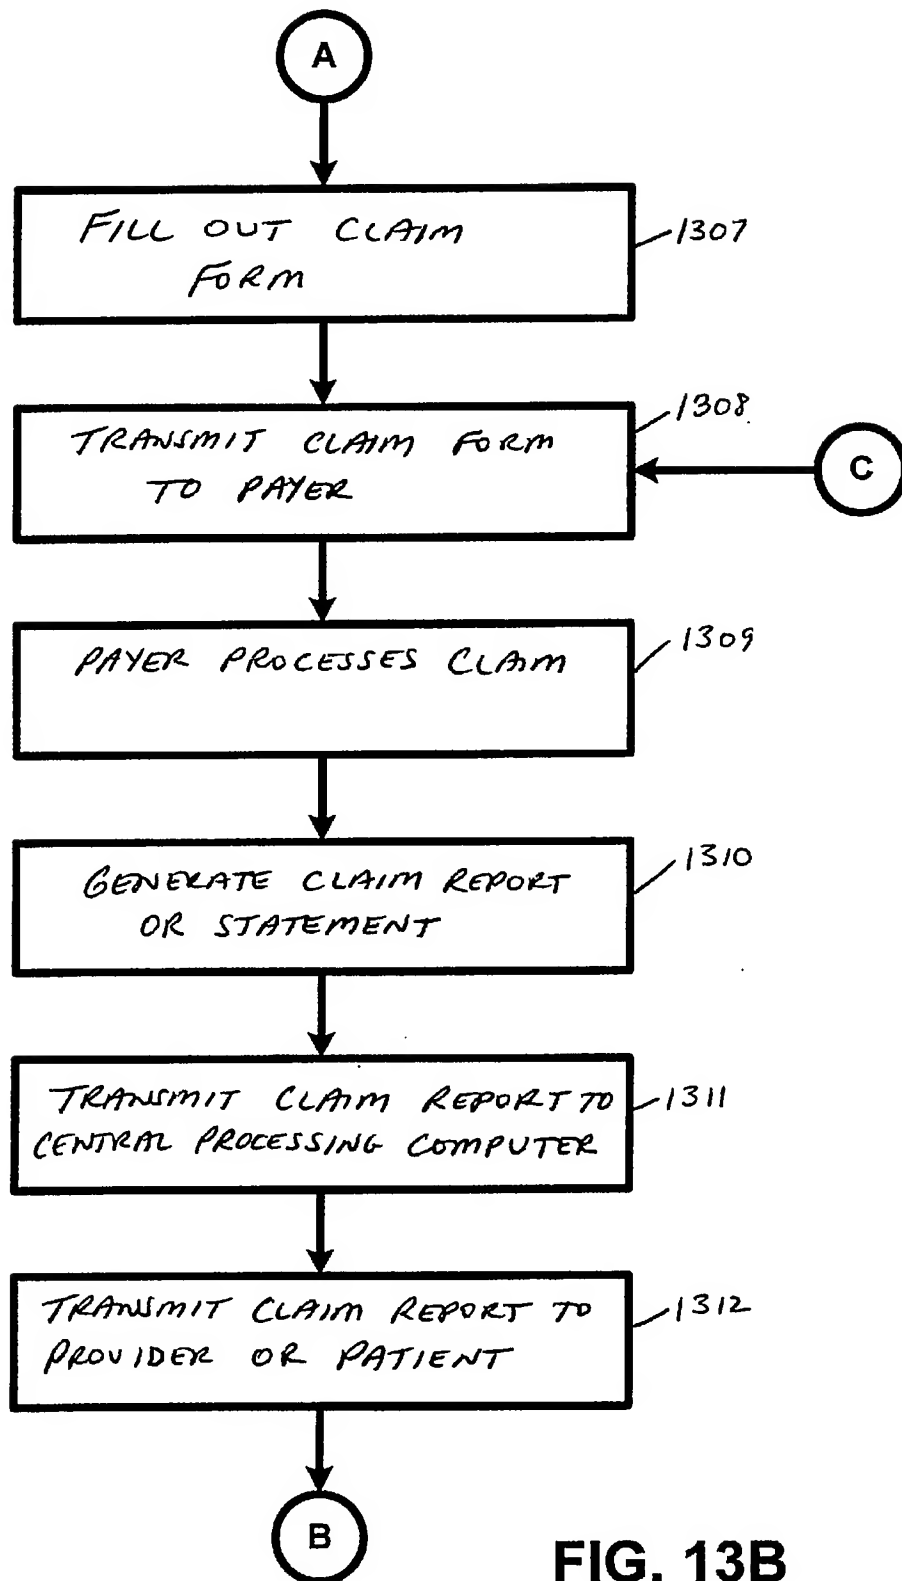 A
FILL OUT CLAIM
FORM
1307
TRANSMIT CLAIM FORM
TO PAYER
1308
C
PAYER PROCESSES CLAIM
1309
GENERATE CLAIM REPORT
OR STATEMENT
1310
TRANSMIT CLAIM REPORT TO
CENTRAL PROCESSING COMPUTER
1311
TRANSMIT CLAIM REPORT TO
PROVIDER OR PATIENT
1312
B
FIG. 13B